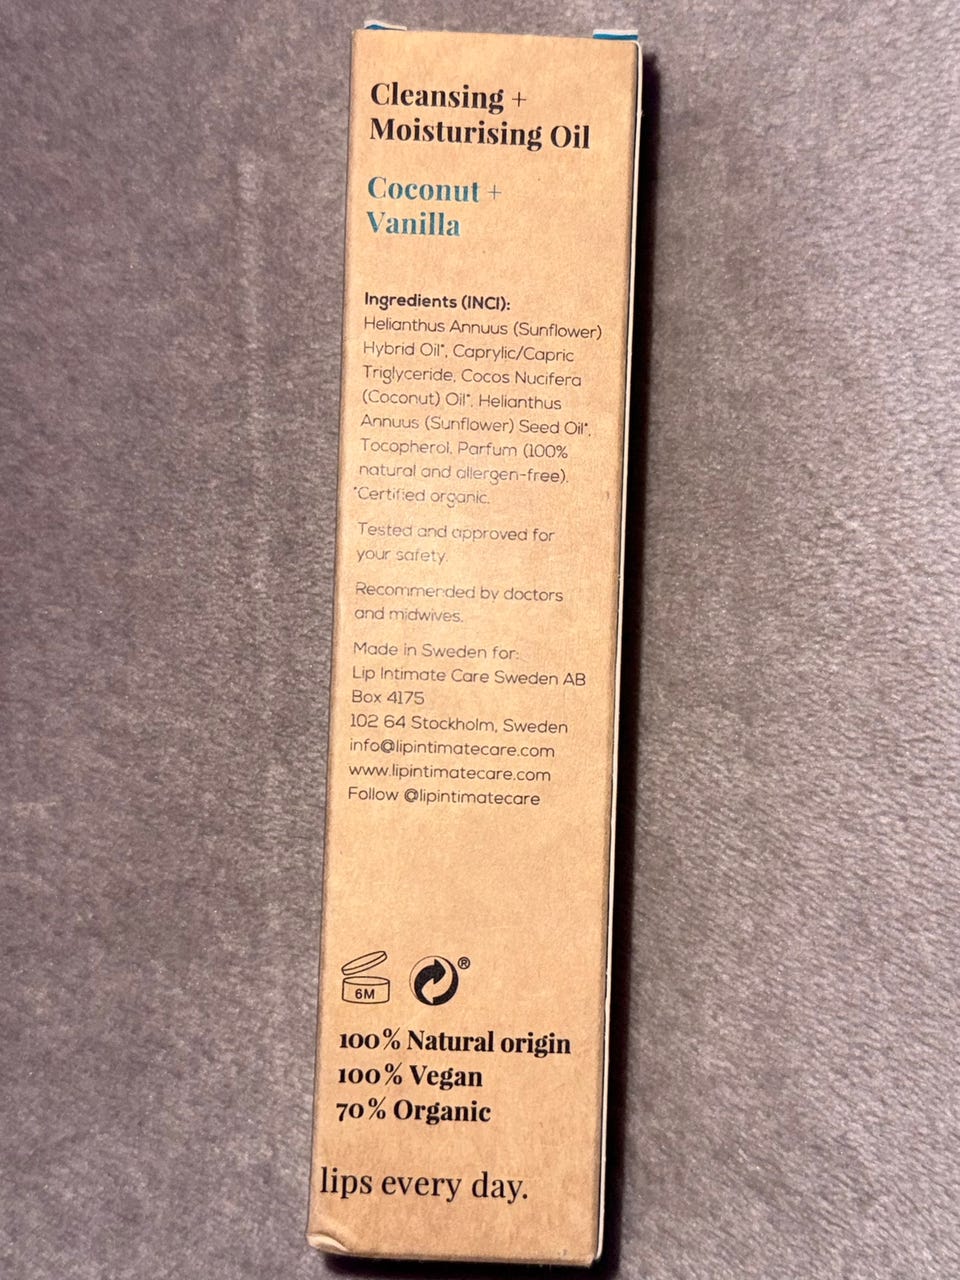 Cleansing +
Moisturising Oil
Coconut +
Vanilla
Ingredients (INCI):
Helianthus Annuus (Sunflower)
Hybrid Oil*, Caprylic/Capric
Triglyceride, Cocos Nucifera
(Coconut) Oil*, Helianthus
Annuus (Sunflower) Seed Oil*,
Tocopherol, Parfum (100%
natural and allergen-free).
*Certified organic.
Tested and approved for
your safety.
Recommended by doctors
and midwives.
Made in Sweden for:
Lip Intimate Care Sweden AB
Box 4175
102 64 Stockholm, Sweden
info@lipintimatecare.com
www.lipintimatecare.com
Follow @lipintimatecare
6M ®
100% Natural origin
100% Vegan
70% Organic
lips every day.